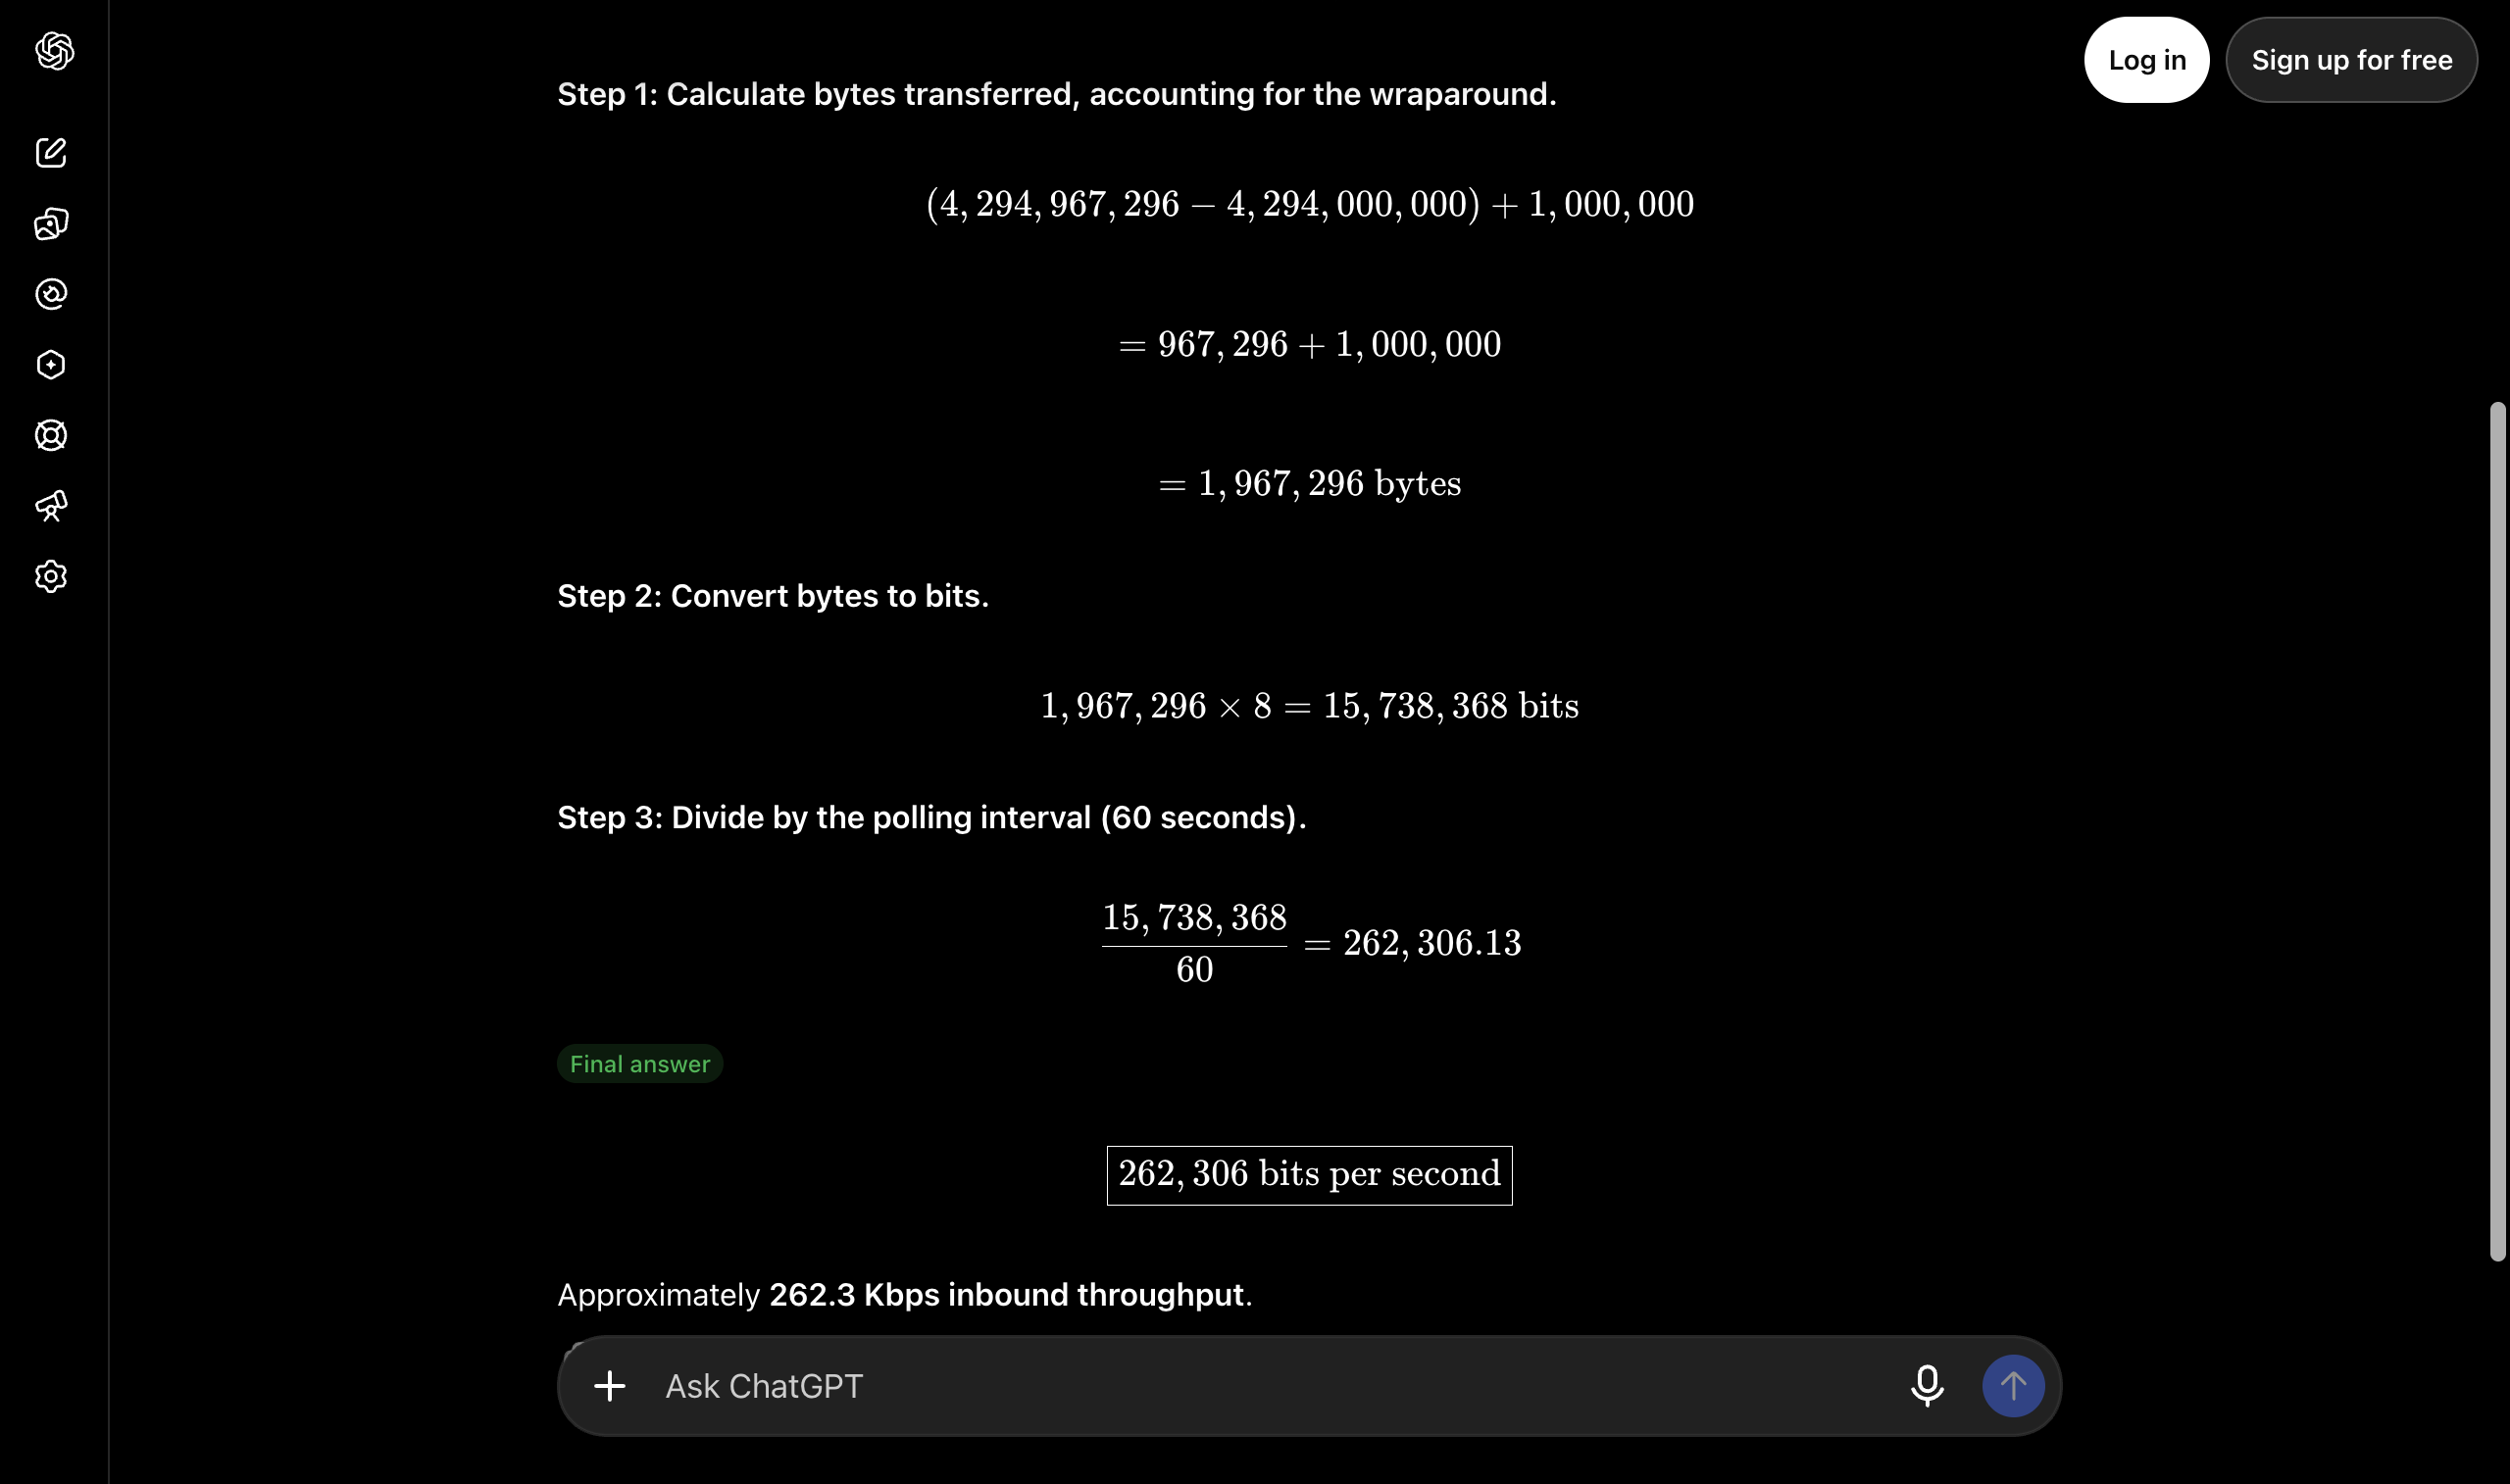 Log in
Sign up for free
Step 1: Calculate bytes transferred, accounting for the wraparound.
(4, 294, 967, 296 − 4, 294, 000, 000) + 1, 000, 000
= 967, 296 + 1, 000, 000
= 1, 967, 296 bytes
Step 2: Convert bytes to bits.
1, 967, 296 × 8 = 15, 738, 368 bits
Step 3: Divide by the polling interval (60 seconds).
15, 738, 368
60
= 262, 306.13
Final answer
262, 306 bits per second
Approximately 262.3 Kbps inbound throughput.
Ask ChatGPT